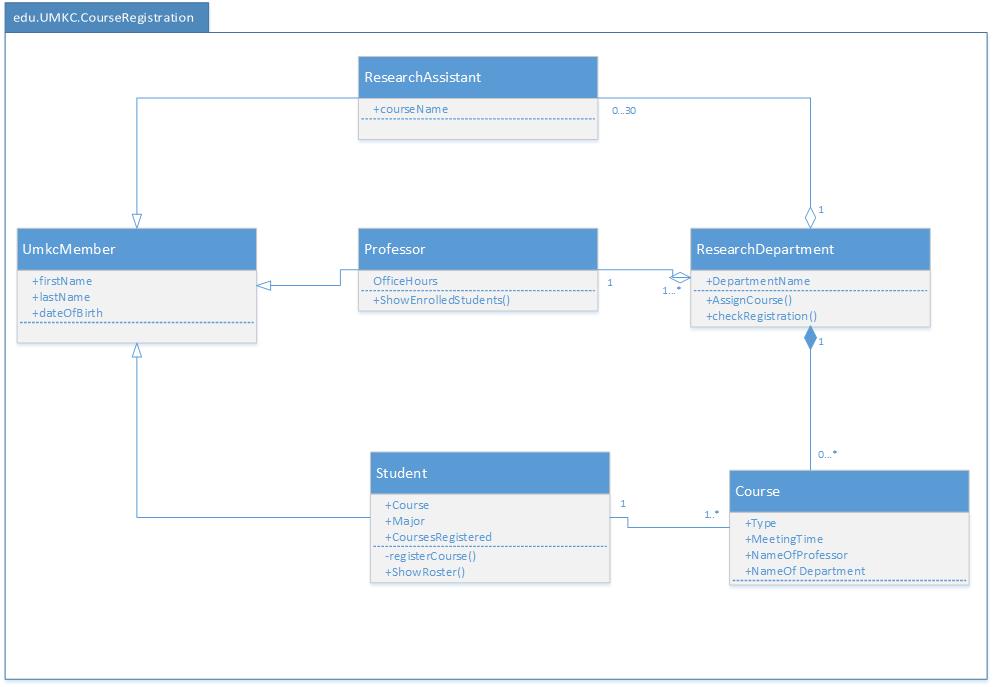 edu.UMKC.CourseRegistration
ResearchAssistant
+courseName
0...30
1
UmkcMember
+firstName
+lastName
+dateOfBirth
Professor
OfficeHours
+ShowEnrolledStudents()
1
1...*
ResearchDepartment
+DepartmentName
+AssignCourse()
+checkRegistration()
1
0...*
Student
+Course
+Major
+CoursesRegistered
-registerCourse()
+ShowRoster()
1
1..*
Course
+Type
+MeetingTime
+NameOfProfessor
+NameOf Department